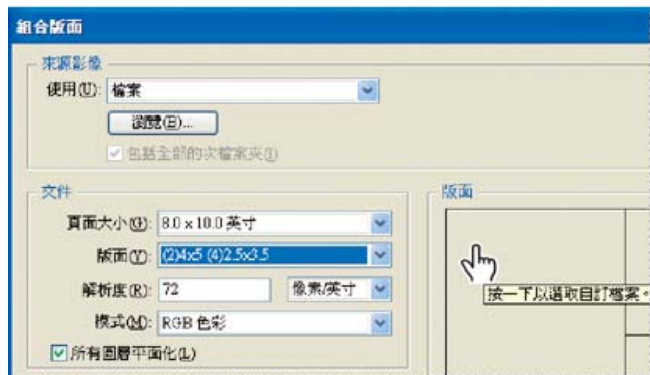 組合版面
來源影像
使用(U): 檔案
瀏覽(B)...
包括全部的次檔案夾(I)
文件
頁面大小(G): 8.0 x 10.0 英寸
版面(Y): (2)4x5 (4)2.5x3.5
解析度(R): 72 像素/英寸
模式(M): RGB 色彩
所有圖層平面化(L)
版面
按一下以選取自訂檔案。